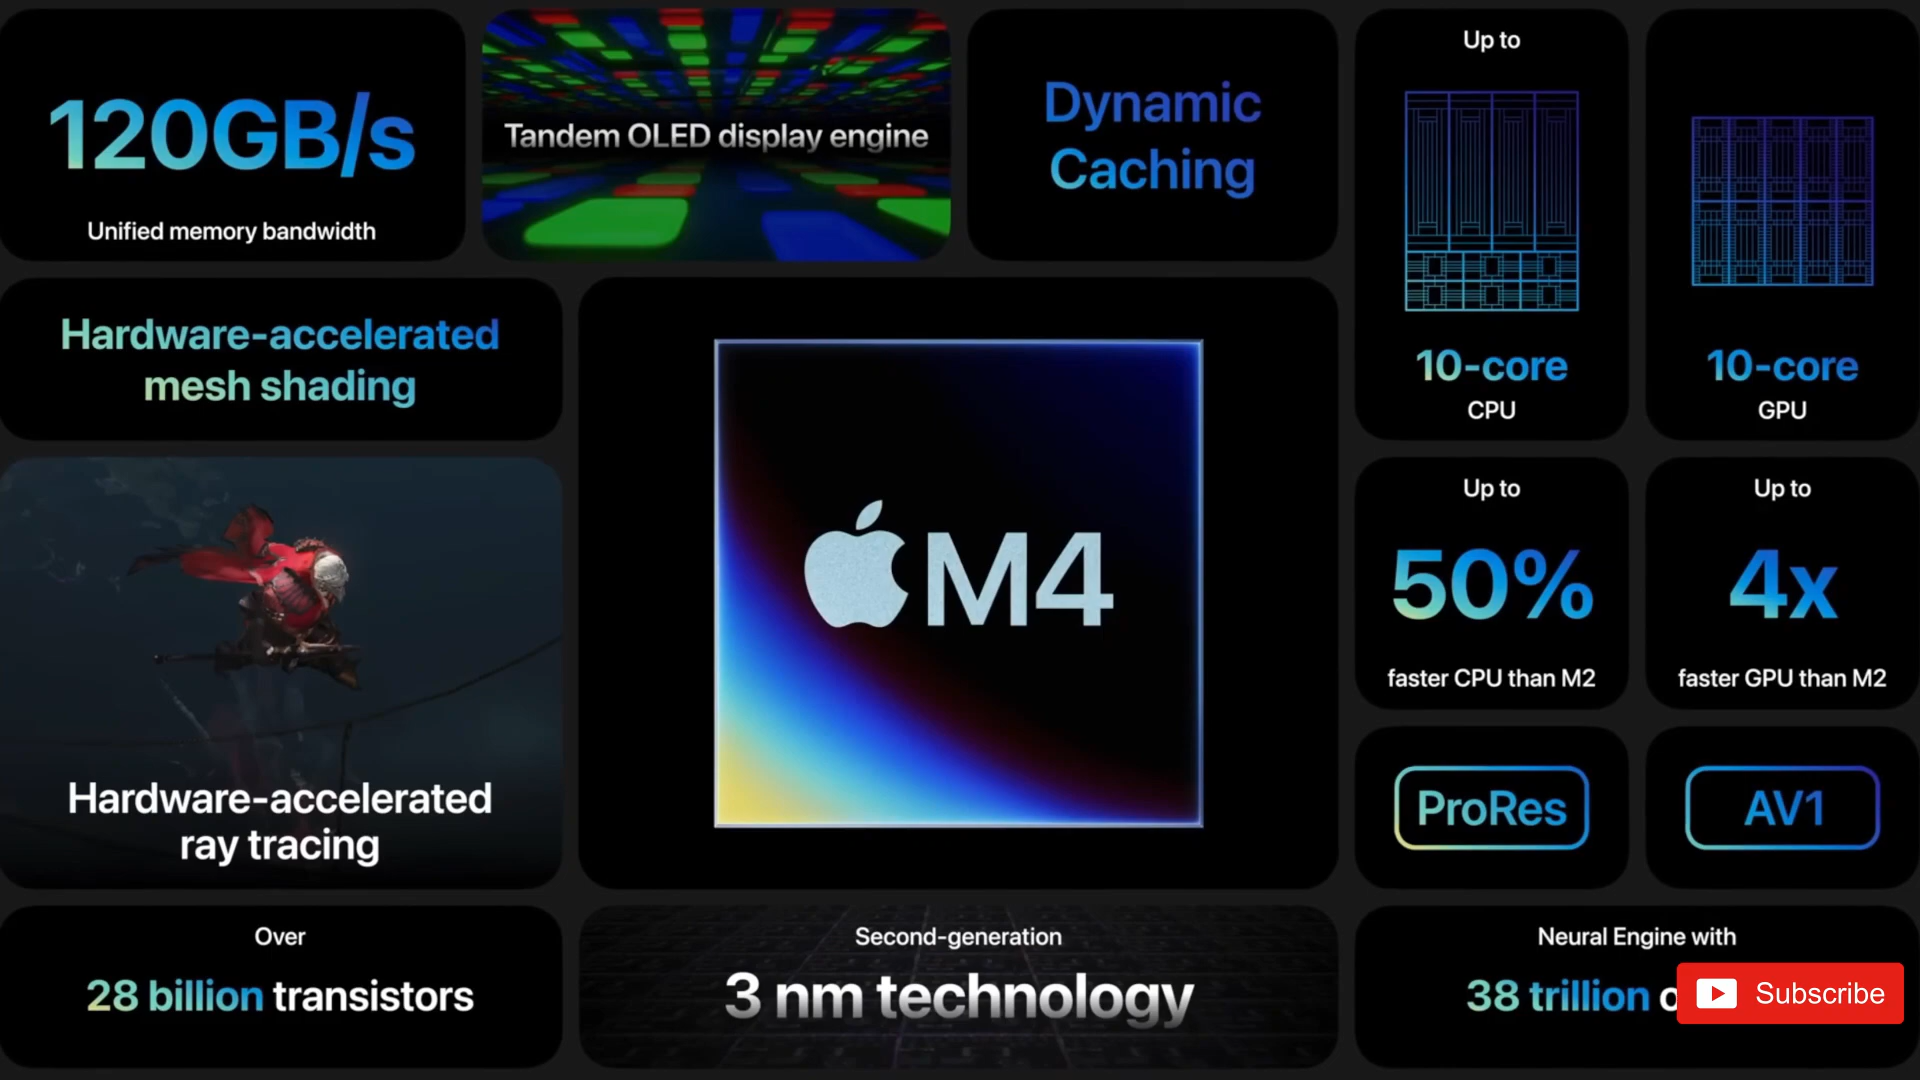 120GB/s
Unified memory bandwidth
Tandem OLED display engine
Dynamic
Caching
Up to
10-core
CPU
10-core
GPU
Hardware-accelerated
mesh shading
M4
Up to
50%
faster CPU than M2
Up to
4x
faster GPU than M2
Hardware-accelerated
ray tracing
ProRes
AV1
Over
28 billion transistors
Second-generation
3 nm technology
Neural Engine with
38 trillion
Subscribe